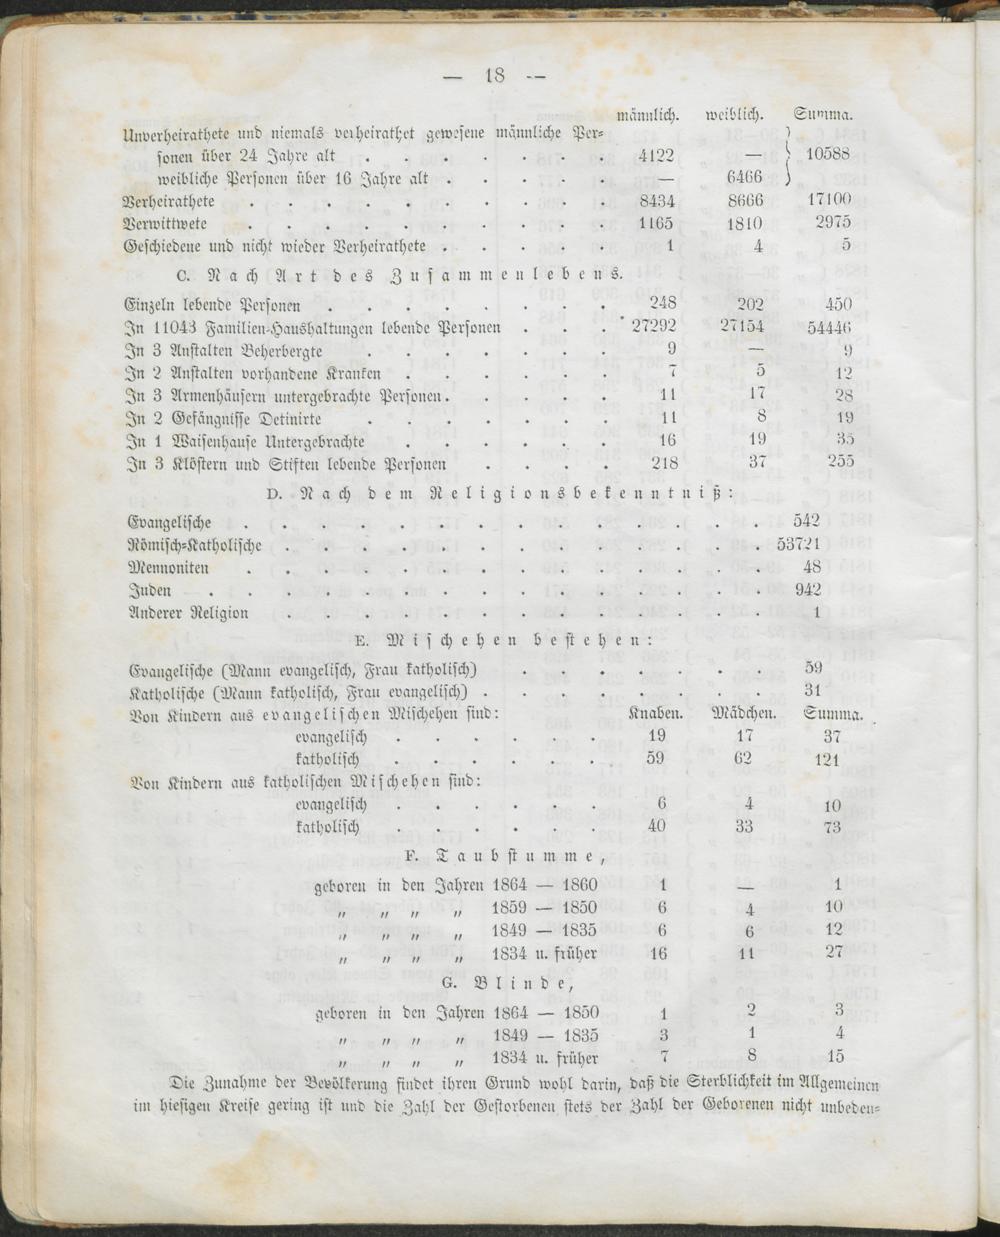 — 18 —
männlich. weiblich. Summa.
Unverheirathete und niemals verheirathet gewesene männliche Per-
sonen über 24 Jahre alt . . . . . . . 4122 — } 10588
weibliche Personen über 16 Jahre alt . . . . . — 6466
Verheirathete . . . . . . . . . 8434 8666 17100
Verwittwete . . . . . . . . . 1165 1810 2975
Geschiedene und nicht wieder Verheirathete . . . . . 1 4 5
C. Nach Art des Zusammenlebens.
Einzeln lebende Personen . . . . . . . 248 202 450
In 11043 Familien-Haushaltungen lebende Personen . . . 27292 27154 54446
In 3 Anstalten Beherbergte . . . . . . 9 — 9
In 2 Anstalten vorhandene Kranken . . . . . . 7 5 12
In 3 Armenhäusern untergebrachte Personen . . . . . 11 17 28
In 2 Gefängnisse Detinirte . . . . . . 11 8 19
In 1 Waisenhause Untergebrachte . . . . . 16 19 35
In 3 Klöstern und Stiften lebende Personen . . . . 218 37 255
D. Nach dem Religionsbekenntniß:
Evangelische . . . . . . . . . . . . 542
Römisch-Katholische . . . . . . . . . . . . 53721
Mennoniten . . . . . . . . . . . . 48
Juden . . . . . . . . . . . . . 942
Anderer Religion . . . . . . . . . . . 1
E. Mischehen bestehen:
Evangelische (Mann evangelisch, Frau katholisch) . . . . . . . 59
Katholische (Mann katholisch, Frau evangelisch) . . . . . . . . 31
Von Kindern aus evangelischen Mischehen sind: Knaben. Mädchen. Summa.
evangelisch . . . . . . 19 17 37
katholisch . . . . . . 59 62 121
Von Kindern aus katholischen Mischehen sind:
evangelisch . . . . . . 6 4 10
katholisch . . . . . . 40 33 73
F. Taubstumme,
geboren in den Jahren 1864 — 1860 1 — 1
„ „ „ „ 1859 — 1850 6 4 10
„ „ „ „ 1849 — 1835 6 6 12
„ „ „ „ 1834 u. früher 16 11 27
G. Blinde,
geboren in den Jahren 1864 — 1850 1 2 3
„ „ „ „ 1849 — 1835 3 1 4
„ „ „ „ 1834 u. früher 7 8 15
Die Zunahme der Bevölkerung findet ihren Grund wohl darin, daß die Sterblichkeit im Allgemeinen
im hiesigen Kreise gering ist und die Zahl der Gestorbenen stets der Zahl der Geborenen nicht unbeden-